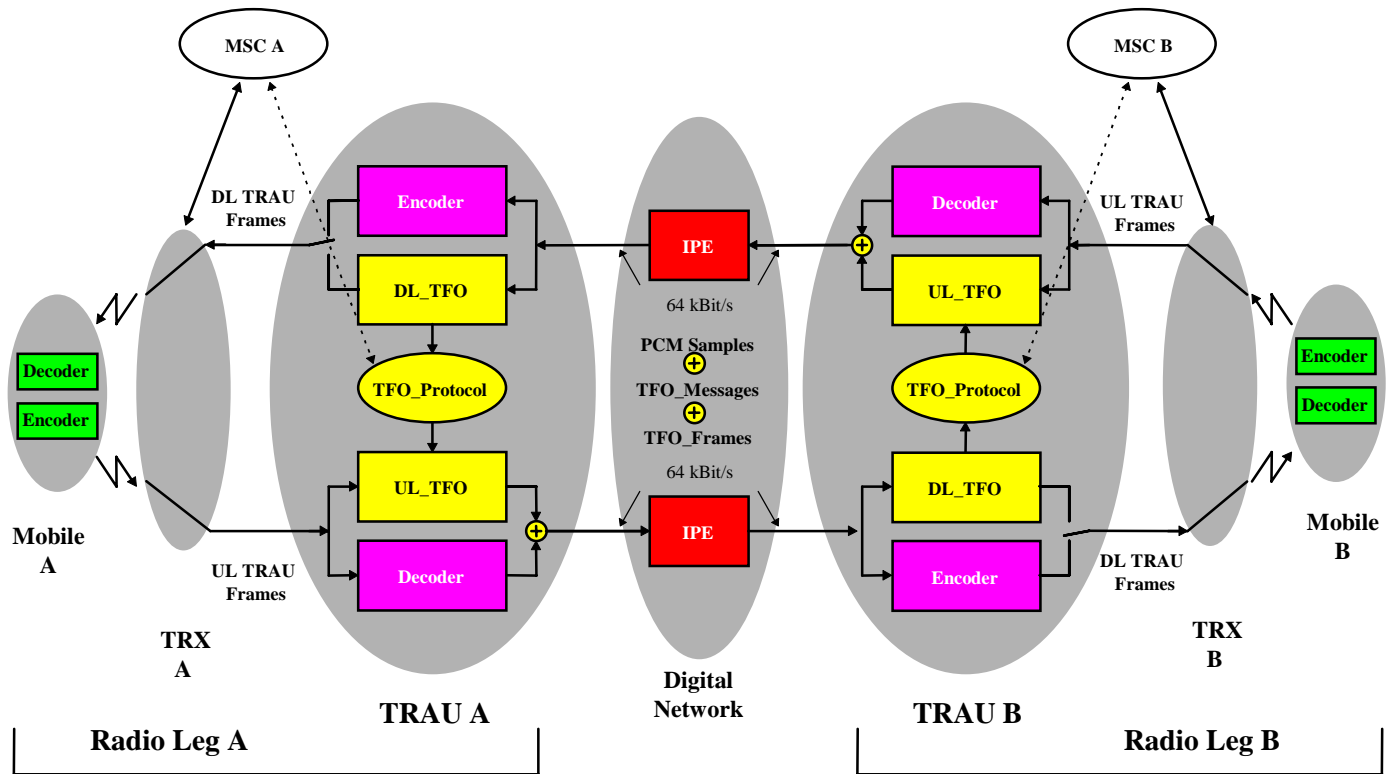 MSC A
MSC B
DL TRAU
Frames
Encoder
DL_TFO
TFO_Protocol
UL_TFO
Decoder
UL TRAU
Frames
Decoder
Encoder
Mobile
A
TRX
A
TRAU A
Radio Leg A
IPE
64 kBit/s
PCM Samples
+
TFO_Messages
+
TFO_Frames
64 kBit/s
IPE
+
Digital
Network
Decoder
+
UL_TFO
TFO_Protocol
DL_TFO
Encoder
UL TRAU
Frames
DL TRAU
Frames
Encoder
Decoder
Mobile
B
TRX
B
TRAU B
Radio Leg B